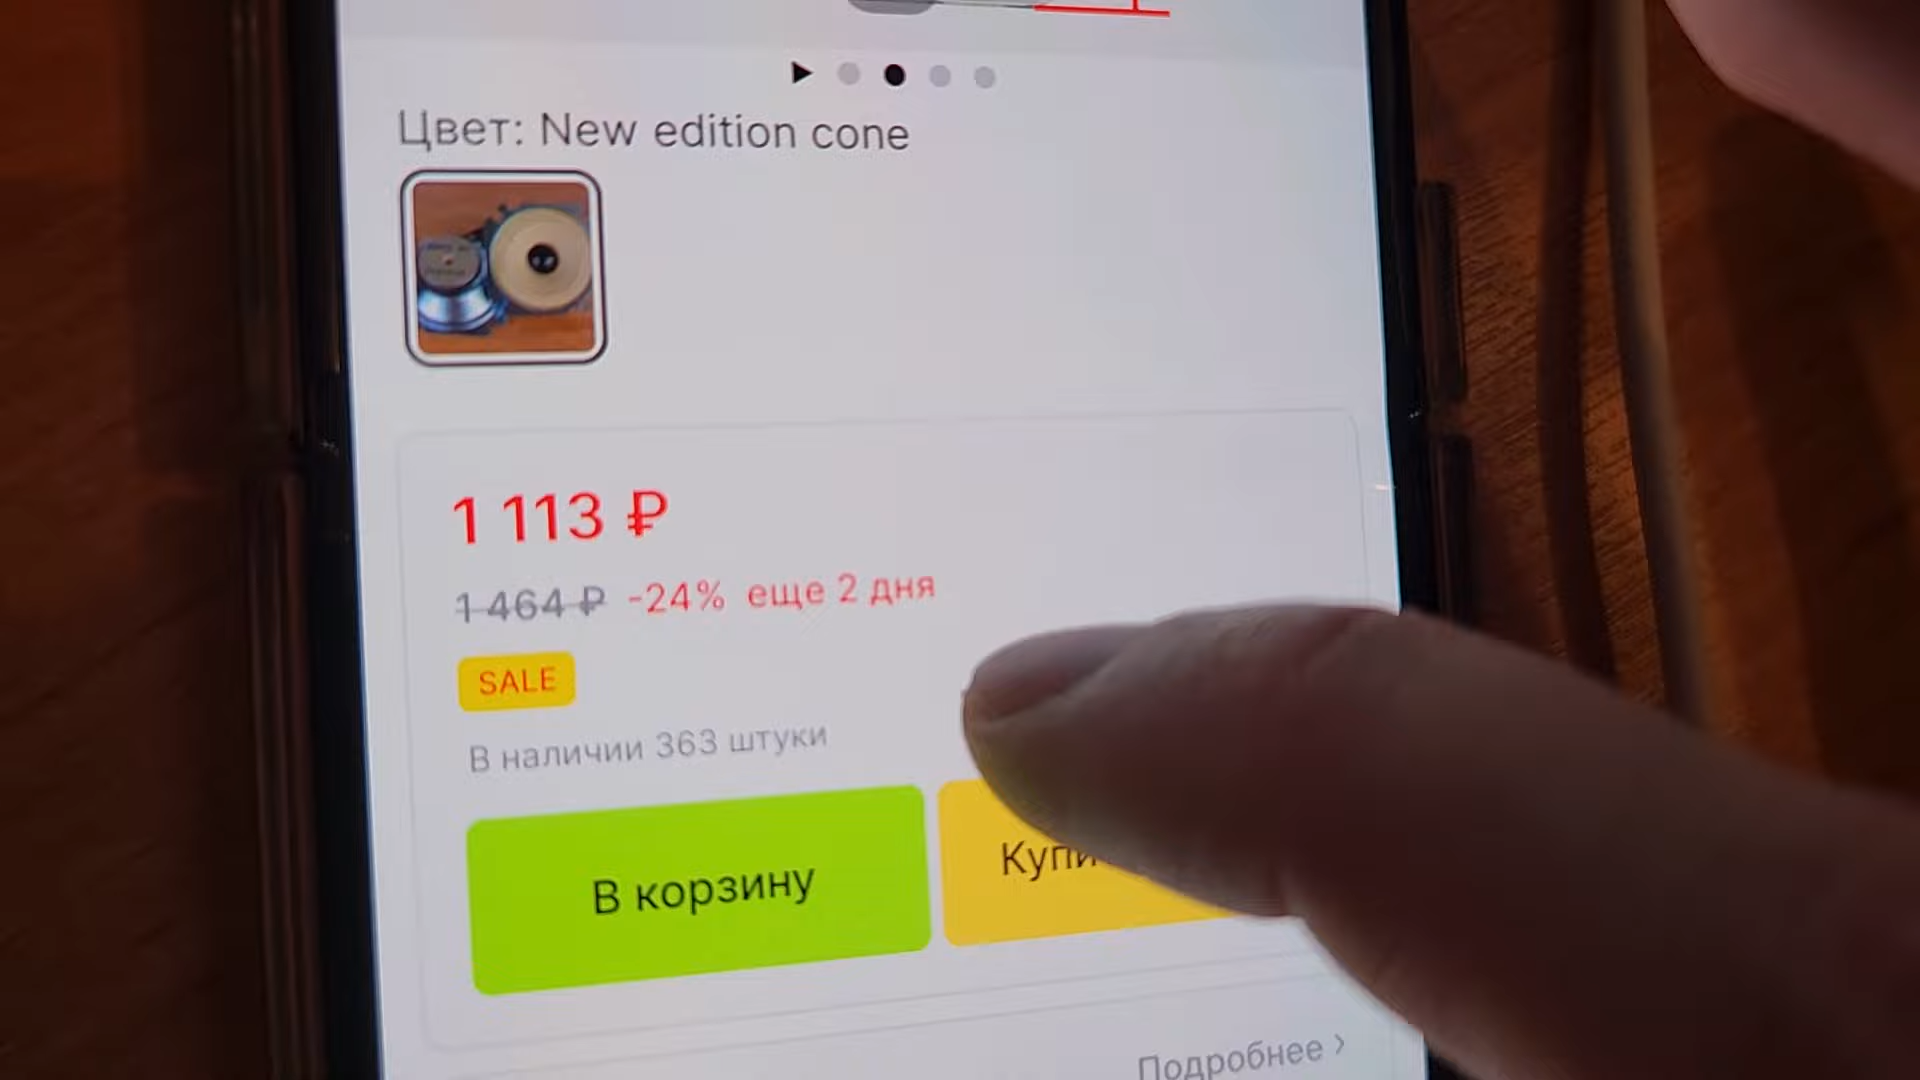 Цвет: New edition cone
1 113 ₽
1 464 ₽ -24% еще 2 дня
SALE
В наличии 363 штуки
В корзину
Подробнее >